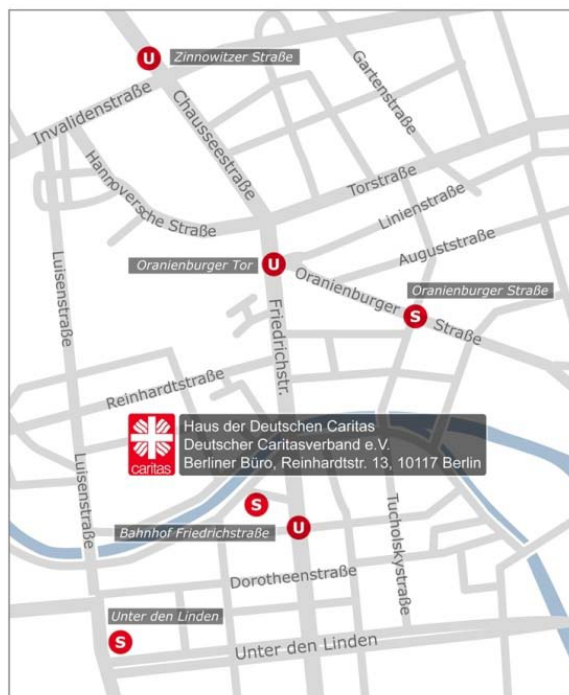 U
Zinnowitzer Straße
Gartenstraße
Invalidenstraße
Chausseestraße
Hannoversche Straße
Torstraße
Linienstraße
Auguststraße
Luisenstraße
Oranienburger Tor
U
Oranienburger Straße
Oranienburger
S
Straße
Friedrichstr.
Reinhardtstraße
caritas
Haus der Deutschen Caritas
Deutscher Caritasverband e.V.
Berliner Büro, Reinhardtstr. 13, 10117 Berlin
Luisenstraße
S
Bahnhof Friedrichstraße
U
Tucholskystraße
Dorotheenstraße
Unter den Linden
S
Unter den Linden